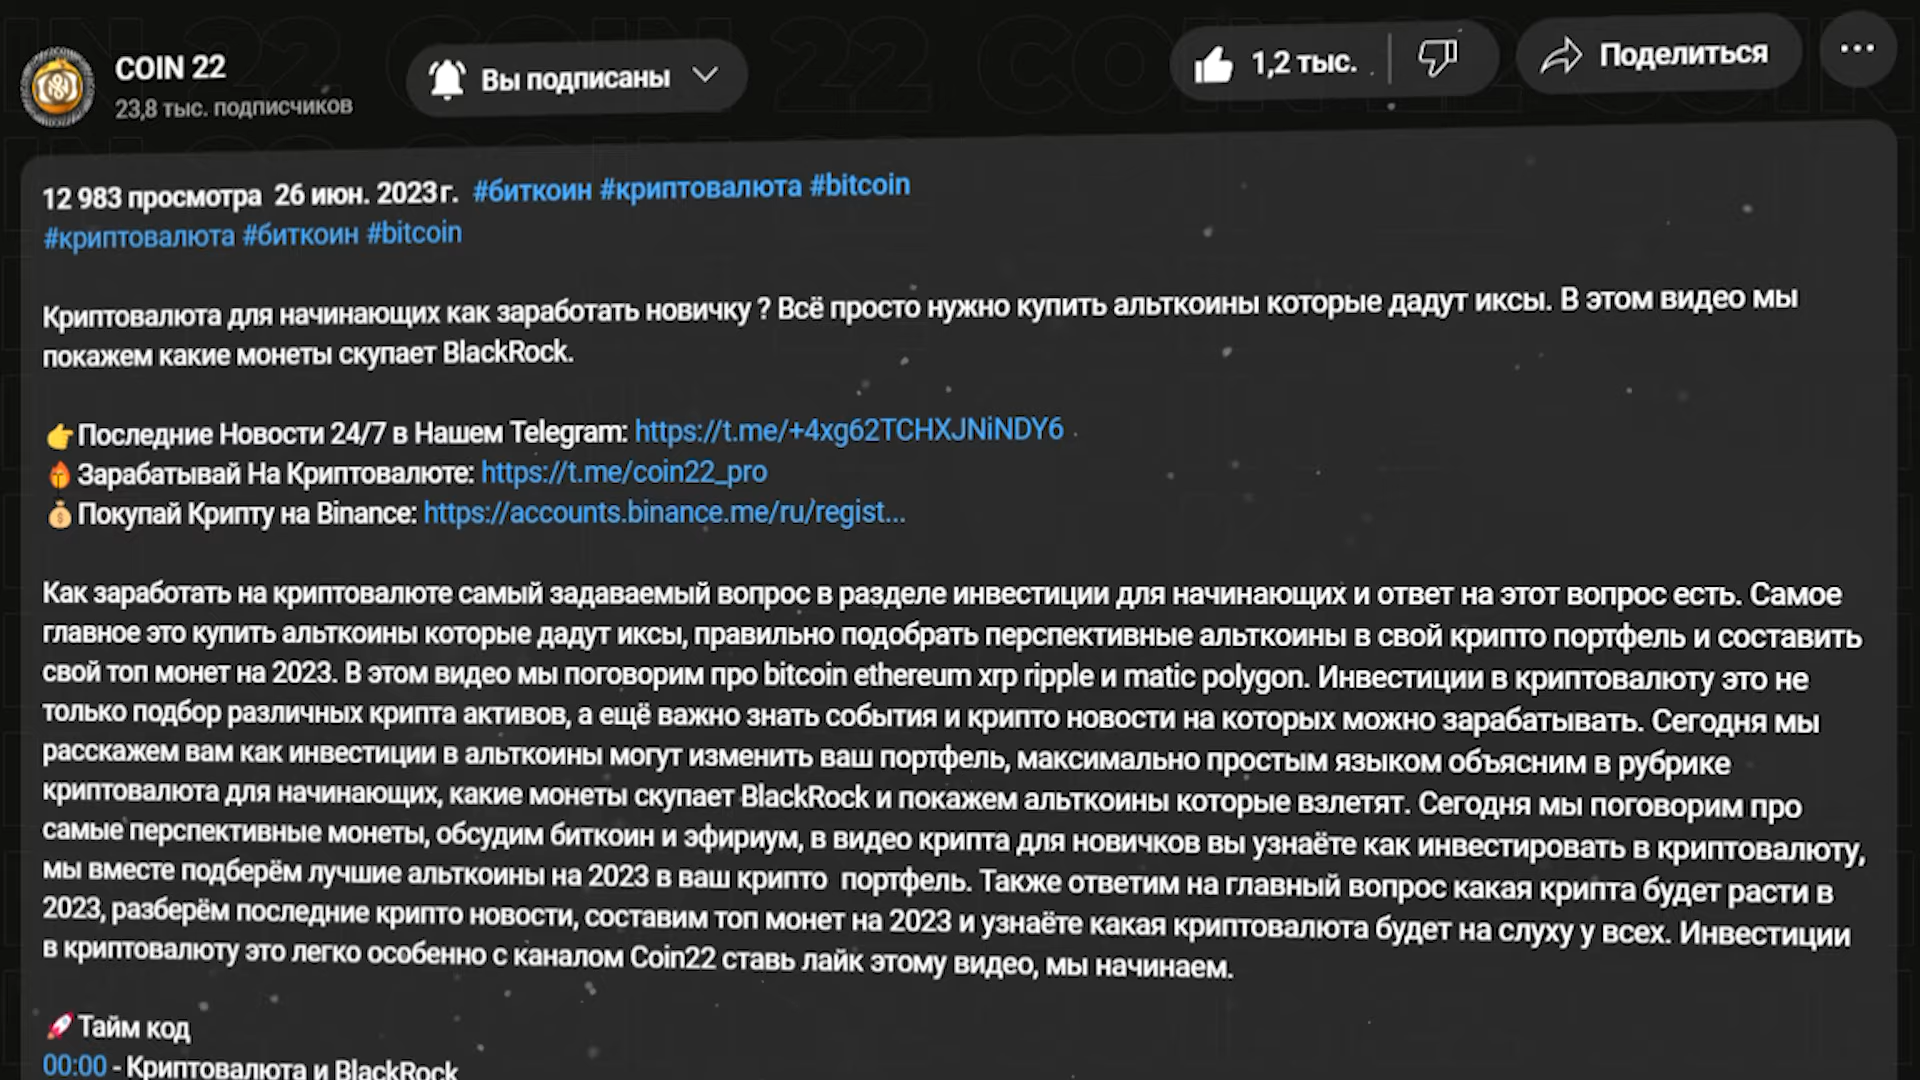 COIN 22
23,8 тыс. подписчиков
Вы подписаны
1,2 тыс.
Поделиться
12 983 просмотра 26 июн. 2023 г. #биткоин #криптовалюта #bitcoin
#криптовалюта #биткоин #bitcoin
Криптовалюта для начинающих как заработать новичку ? Всё просто нужно купить альткоины которые дадут иксы. В этом видео мы
покажем какие монеты скупает BlackRock.
👉Последние Новости 24/7 в Нашем Telegram: https://t.me/+4xg62TCHXJNiNDY6
🔥Зарабатывай На Криптовалюте: https://t.me/coin22_pro
💰Покупай Крипту на Binance: https://accounts.binance.me/ru/regist...
Как заработать на криптовалюте самый задаваемый вопрос в разделе инвестиции для начинающих и ответ на этот вопрос есть. Самое
главное это купить альткоины которые дадут иксы, правильно подобрать перспективные альткоины в свой крипто портфель и составить
свой топ монет на 2023. В этом видео мы поговорим про bitcoin ethereum xrp ripple и matic polygon. Инвестиции в криптовалюту это не
только подбор различных крипта активов, а ещё важно знать события и крипто новости на которых можно зарабатывать. Сегодня мы
расскажем вам как инвестиции в альткоины могут изменить ваш портфель, максимально простым языком объясним в рубрике
криптовалюта для начинающих, какие монеты скупает BlackRock и покажем альткоины которые взлетят. Сегодня мы поговорим про
самые перспективные монеты, обсудим биткоин и эфириум, в видео крипта для новичков вы узнаёте как инвестировать в криптовалюту,
мы вместе подберём лучшие альткоины на 2023 в ваш крипто портфель. Также ответим на главный вопрос какая крипта будет расти в
2023, разберём последние крипто новости, составим топ монет на 2023 и узнаёте какая криптовалюта будет на слуху у всех. Инвестиции
в криптовалюту это легко особенно с каналом Coin22 ставь лайк этому видео, мы начинаем.
🚀Тайм код
00:00 - Криптовалюта и BlackRock